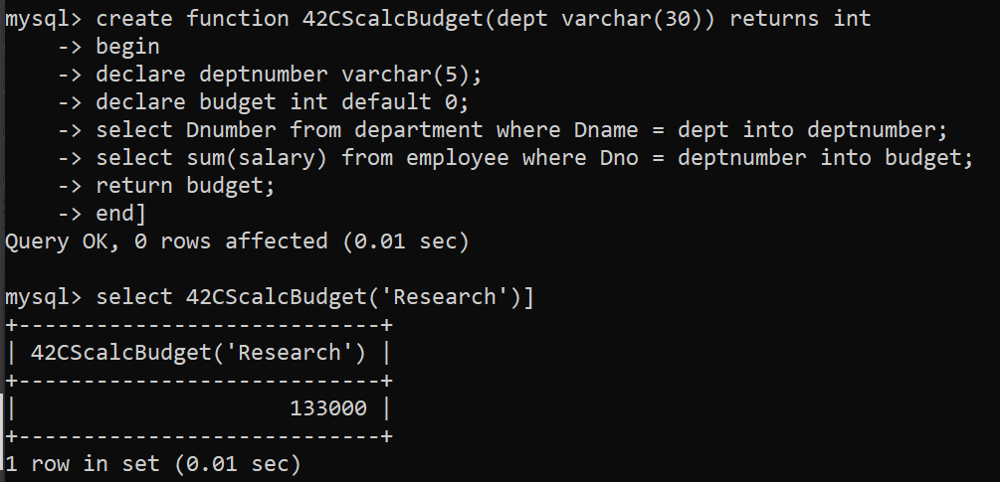 mysql> create function 42CScalcBudget(dept varchar(30)) returns int
    -> begin
    -> declare deptnumber varchar(5);
    -> declare budget int default 0;
    -> select Dnumber from department where Dname = dept into deptnumber;
    -> select sum(salary) from employee where Dno = deptnumber into budget;
    -> return budget;
    -> end]
Query OK, 0 rows affected (0.01 sec)

mysql> select 42CScalcBudget('Research')]
+----------------------------+
| 42CScalcBudget('Research') |
+----------------------------+
|                     133000 |
+----------------------------+
1 row in set (0.01 sec)